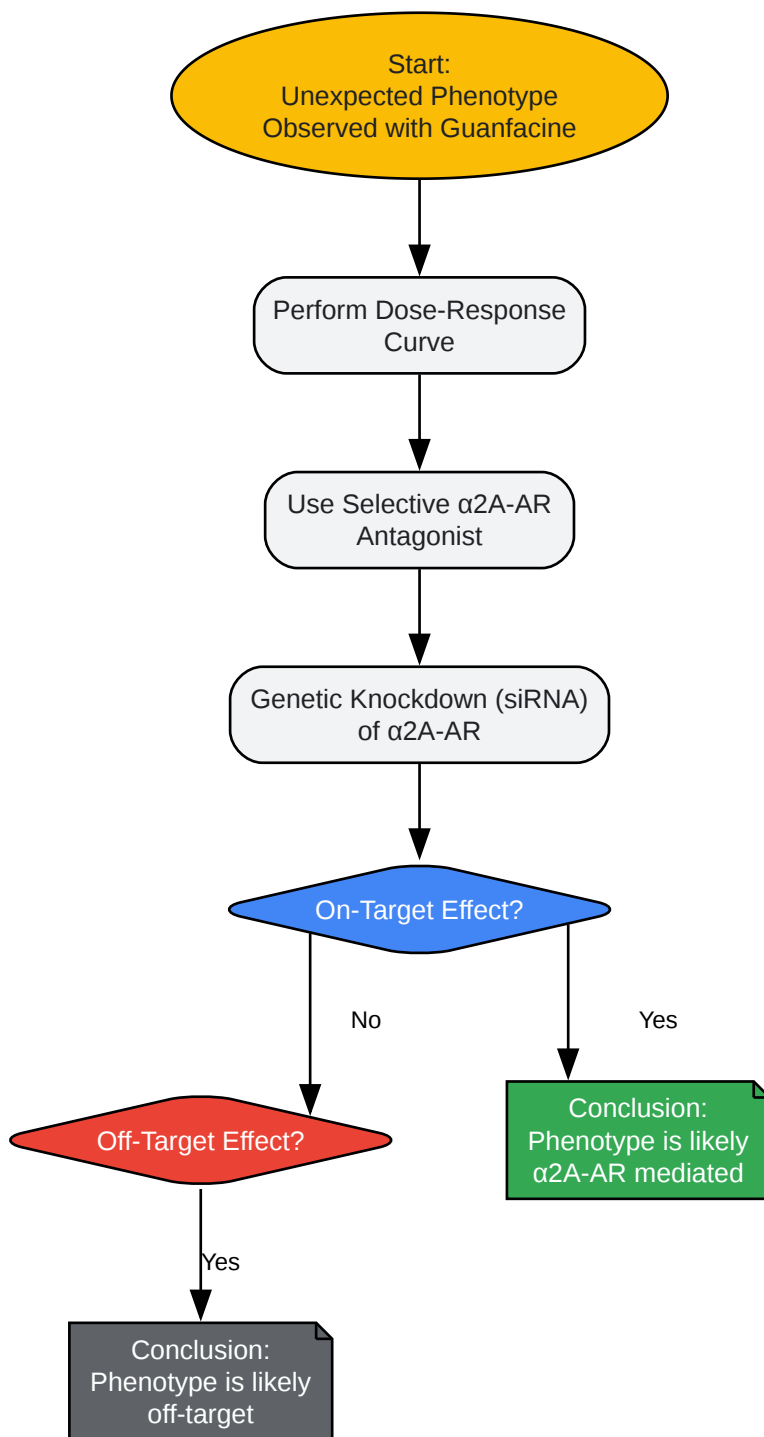 Start:
Unexpected Phenotype
Observed with Guanfacine
Perform Dose-Response
Curve
Use Selective α2A-AR
Antagonist
Genetic Knockdown (siRNA)
of α2A-AR
On-Target Effect?
No
Yes
Conclusion:
Phenotype is likely
α2A-AR mediated
Off-Target Effect?
Yes
Conclusion:
Phenotype is likely
off-target